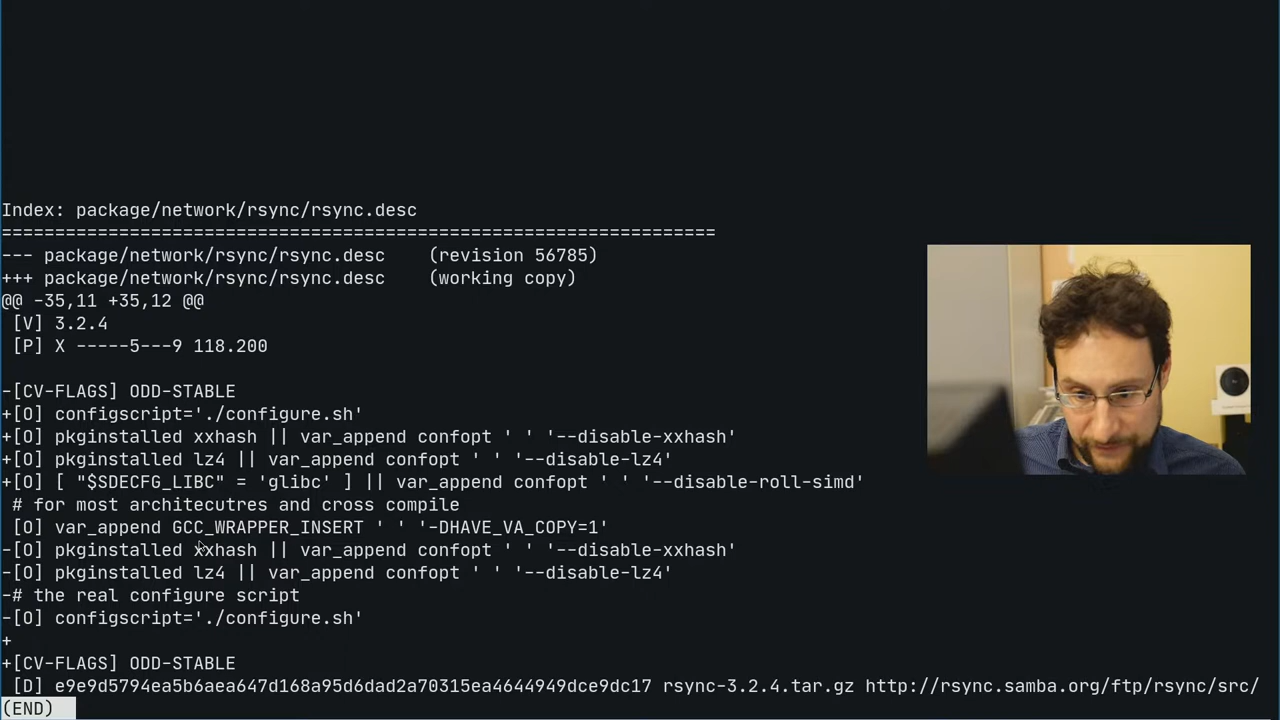 Index: package/network/rsync/rsync.desc
===================================================================
--- package/network/rsync/rsync.desc    (revision 56785)
+++ package/network/rsync/rsync.desc    (working copy)
@@ -35,11 +35,12 @@
 [V] 3.2.4
 [P] X -----5---9 118.200
-[CV-FLAGS] ODD-STABLE
+[O] configscript='./configure.sh'
+[O] pkginstalled xxhash || var_append confopt ' ' '--disable-xxhash'
+[O] pkginstalled lz4 || var_append confopt ' ' '--disable-lz4'
+[O] [ "$SDECFG_LIBC" = 'glibc' ] || var_append confopt ' ' '--disable-roll-simd'
 # for most architecutres and cross compile
 [O] var_append GCC_WRAPPER_INSERT ' ' '-DHAVE_VA_COPY=1'
-[O] pkginstalled xxhash || var_append confopt ' ' '--disable-xxhash'
-[O] pkginstalled lz4 || var_append confopt ' ' '--disable-lz4'
-# the real configure script
-[O] configscript='./configure.sh'
+
+[CV-FLAGS] ODD-STABLE
 [D] e9e9d5794ea5b6aea647d168a95d6dad2a70315ea4644949dce9dc17 rsync-3.2.4.tar.gz http://rsync.samba.org/ftp/rsync/src/
(END)